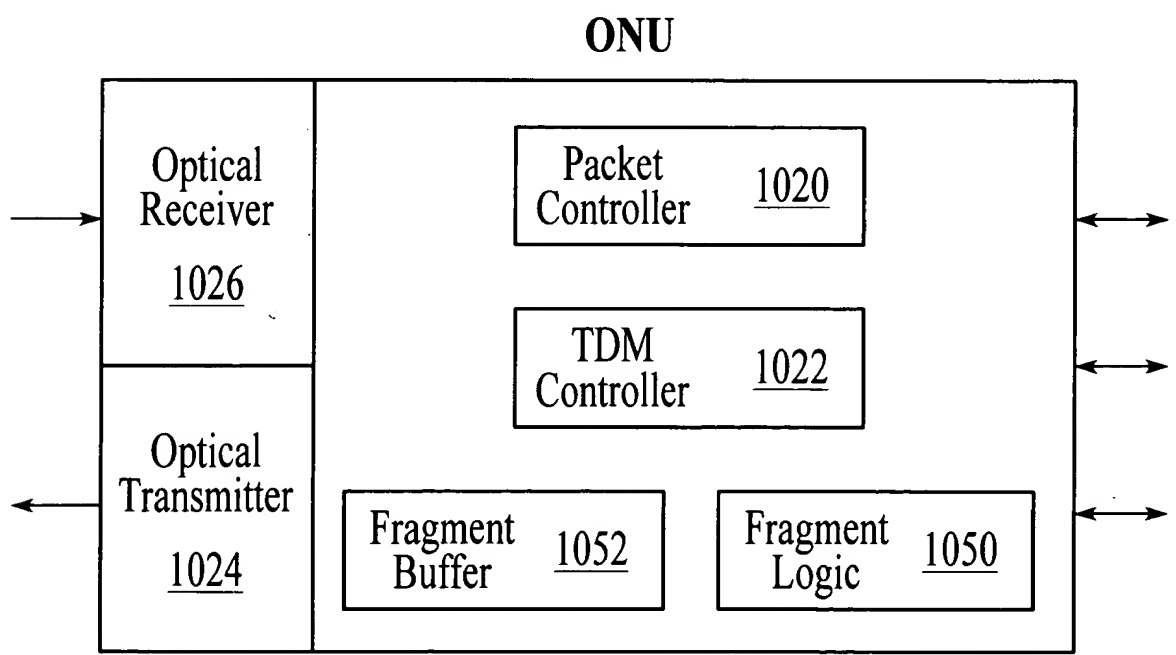 ONU
Optical
Receiver
1026
Packet
Controller
1020
TDM
Controller
1022
Optical
Transmitter
1024
Fragment
Buffer
1052
Fragment
Logic
1050